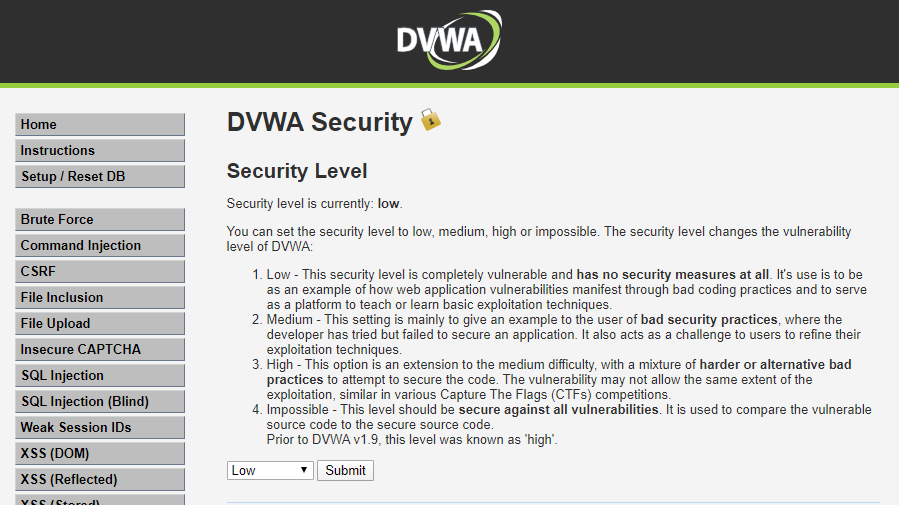 DVWA
Home
Instructions
Setup / Reset DB
Brute Force
Command Injection
CSRF
File Inclusion
File Upload
Insecure CAPTCHA
SQL Injection
SQL Injection (Blind)
Weak Session IDs
XSS (DOM)
XSS (Reflected)
XSS (Stored)
DVWA Security
Security Level
Security level is currently: low.
You can set the security level to low, medium, high or impossible. The security level changes the vulnerability
level of DVWA:
1. Low - This security level is completely vulnerable and has no security measures at all. It's use is to be
as an example of how web application vulnerabilities manifest through bad coding practices and to serve
as a platform to teach or learn basic exploitation techniques.
2. Medium - This setting is mainly to give an example to the user of bad security practices, where the
developer has tried but failed to secure an application. It also acts as a challenge to users to refine their
exploitation techniques.
3. High - This option is an extension to the medium difficulty, with a mixture of harder or alternative bad
practices to attempt to secure the code. The vulnerability may not allow the same extent of the
exploitation, similar in various Capture The Flags (CTFs) competitions.
4. Impossible - This level should be secure against all vulnerabilities. It is used to compare the vulnerable
source code to the secure source code.
Prior to DVWA v1.9, this level was known as 'high'.
Low
Submit